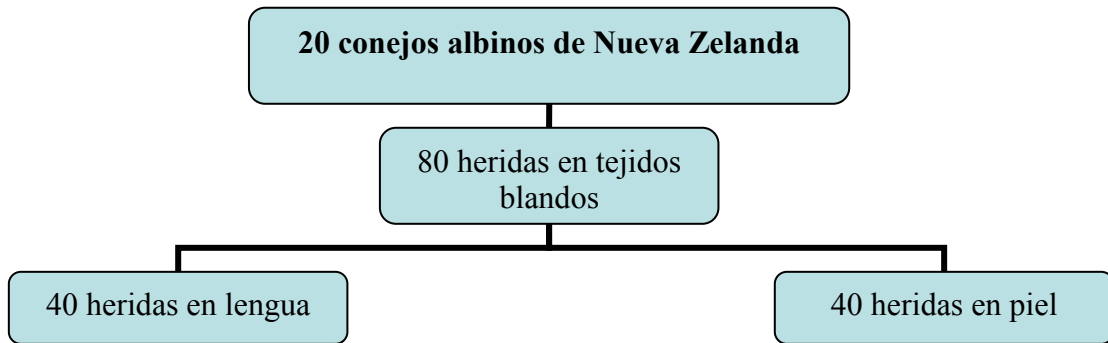 20 conejos albinos de Nueva Zelanda
80 heridas en tejidos
blandos
40 heridas en lengua
40 heridas en piel